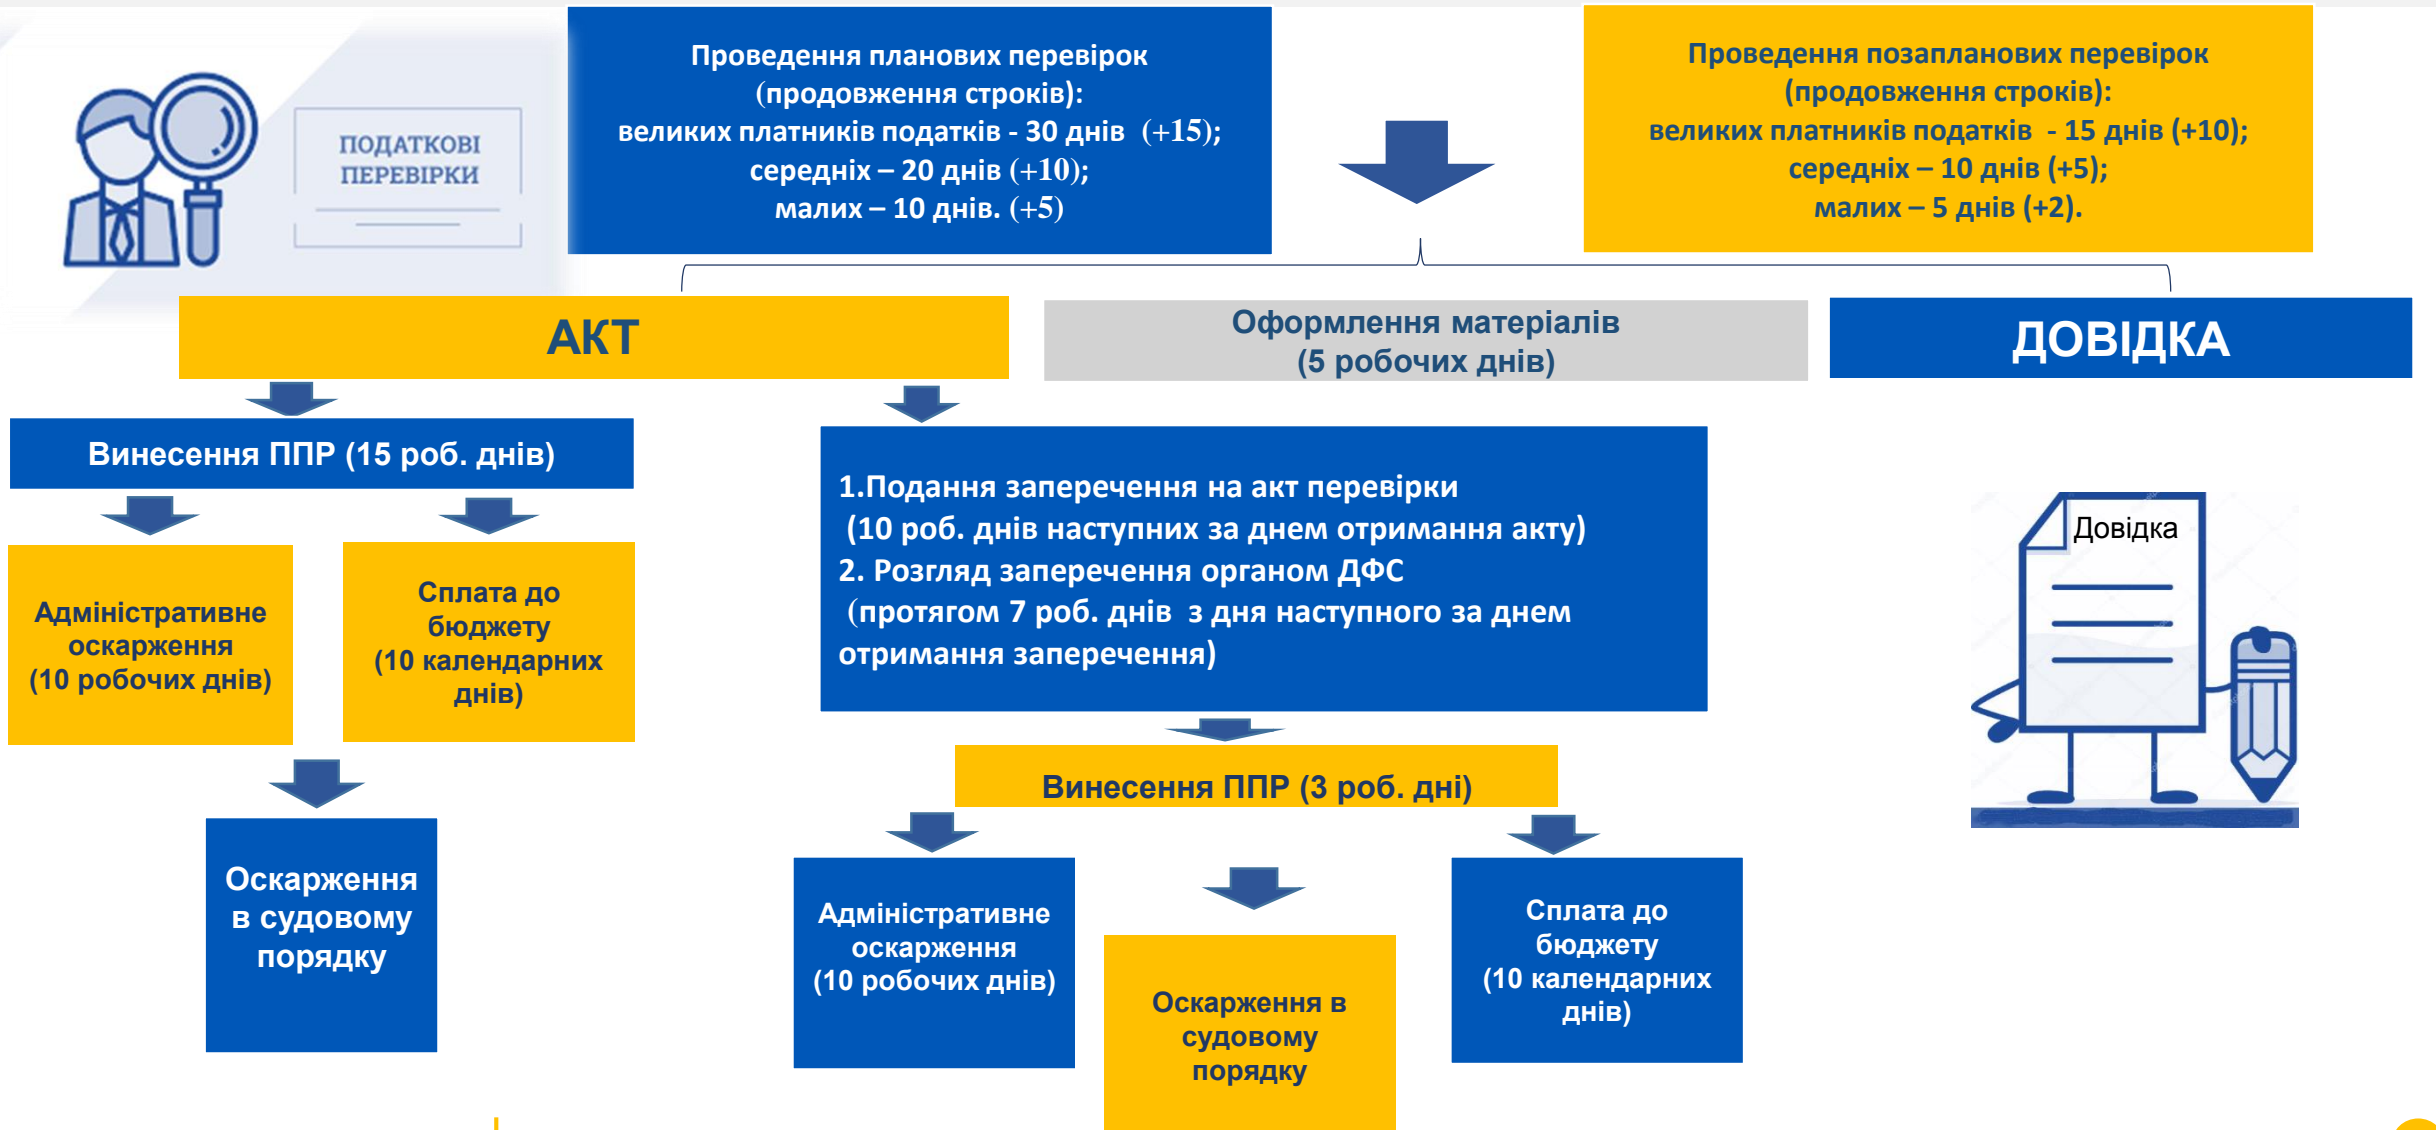 ПОДАТКОВІ
ПЕРЕВІРКИ
Проведення планових перевірок
(продовження строків):
великих платників податків - 30 днів (+15);
середніх – 20 днів (+10);
малих – 10 днів. (+5)
Проведення позапланових перевірок
(продовження строків):
великих платників податків - 15 днів (+10);
середніх – 10 днів (+5);
малих – 5 днів (+2).
АКТ
Оформлення матеріалів
(5 робочих днів)
ДОВІДКА
Винесення ППР (15 роб. днів)
Адміністративне
оскарження
(10 робочих днів)
Сплата до
бюджету
(10 календарних
днів)
Оскарження
в судовому
порядку
1.Подання заперечення на акт перевірки
(10 роб. днів наступних за днем отримання акту)
2. Розгляд заперечення органом ДФС
(протягом 7 роб. днів з дня наступного за днем
отримання заперечення)
Винесення ППР (3 роб. дні)
Адміністративне
оскарження
(10 робочих днів)
Оскарження в
судовому
порядку
Сплата до
бюджету
(10 календарних
днів)
Довідка